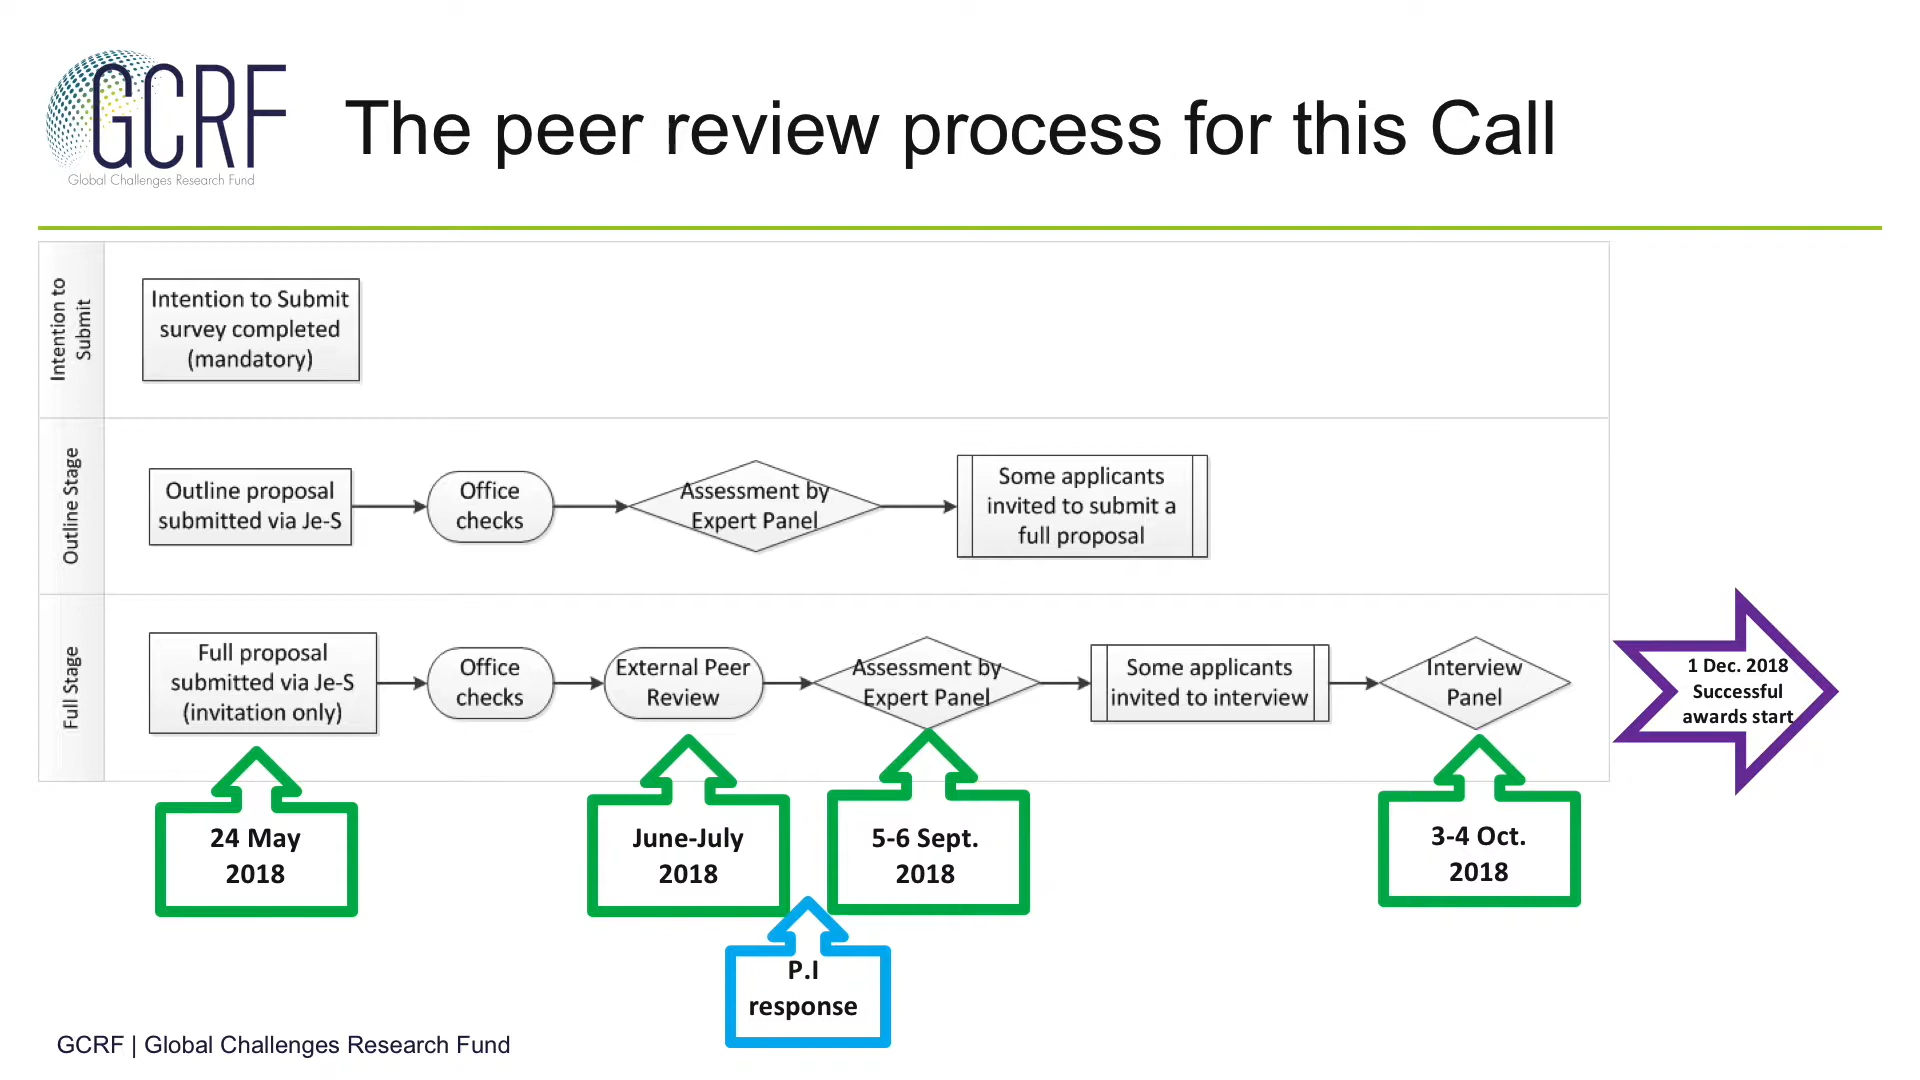 GCRF
Global Challenges Research Fund
The peer review process for this Call
Intention to
Submit
Intention to Submit
survey completed
(mandatory)
Outline Stage
Outline proposal
submitted via Je-S
Office
checks
Assessment by
Expert Panel
Some applicants
invited to submit a
full proposal
Full Stage
Full proposal
submitted via Je-S
(invitation only)
Office
checks
External Peer
Review
Assessment by
Expert Panel
Some applicants
invited to interview
Interview
Panel
1 Dec. 2018
Successful
awards start
24 May
2018
June-July
2018
5-6 Sept.
2018
3-4 Oct.
2018
P.I
response
GCRF | Global Challenges Research Fund